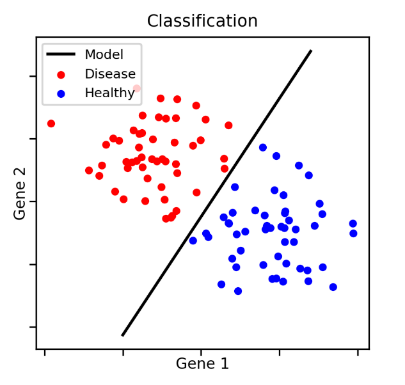 Classification
Model
Disease
Healthy
Gene 2
Gene 1